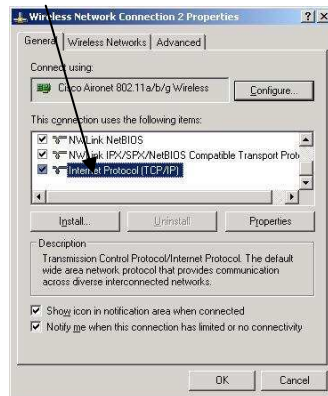 Wireless Network Connection 2 Properties
General Wireless Networks Advanced
Connect using:
Cisco Aironet 802.11a/b/g Wireless
Configure...
This connection uses the following items:
NWLink NetBIOS
NWLink IPX/SPX/NetBIOS Compatible Transport Prot
Internet Protocol (TCP/IP)
Install... Uninstall Properties
Description
Transmission Control Protocol/Internet Protocol. The default
wide area network protocol that provides communication
across diverse interconnected networks.
Show icon in notification area when connected
Notify me when this connection has limited or no connectivity
OK Cancel